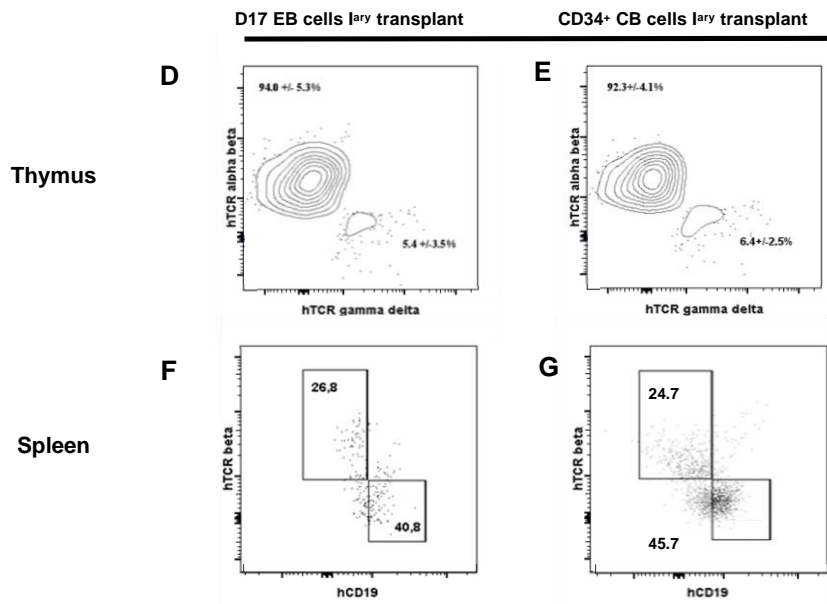 D17 EB cells Iary transplant
CD34+ CB cells Iary transplant
Thymus
D
94.0 +/- 5.3%
5.4 +/-3.5%
hTCR alpha beta
hTCR gamma delta
E
92.3+/-4.1%
6.4+/-2.5%
hTCR alpha beta
hTCR gamma delta
Spleen
F
26,8
40,8
hTCR beta
hCD19
G
24.7
45.7
hTCR beta
hCD19